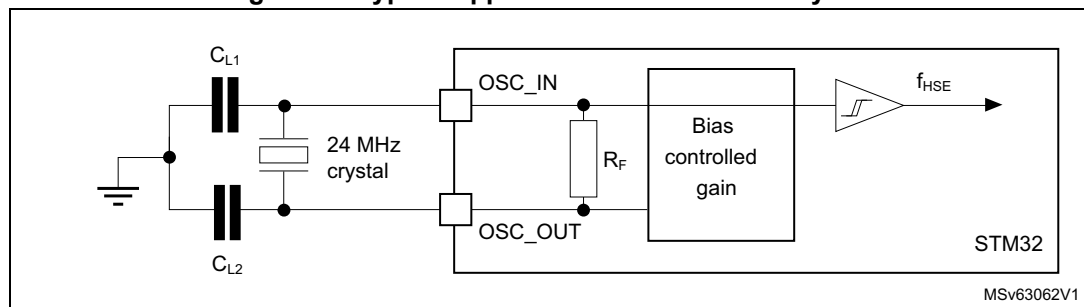 C_L1
OSC_IN
f_HSE
24 MHz
crystal
R_F
Bias
controlled
gain
OSC_OUT
C_L2
STM32
MSv63062V1